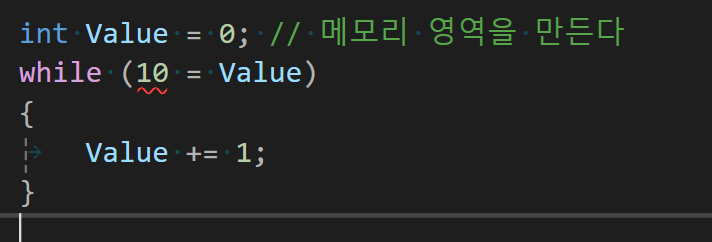 int Value = 0; // 메모리 영역을 만든다
while (10 = Value)
{
Value += 1;
}